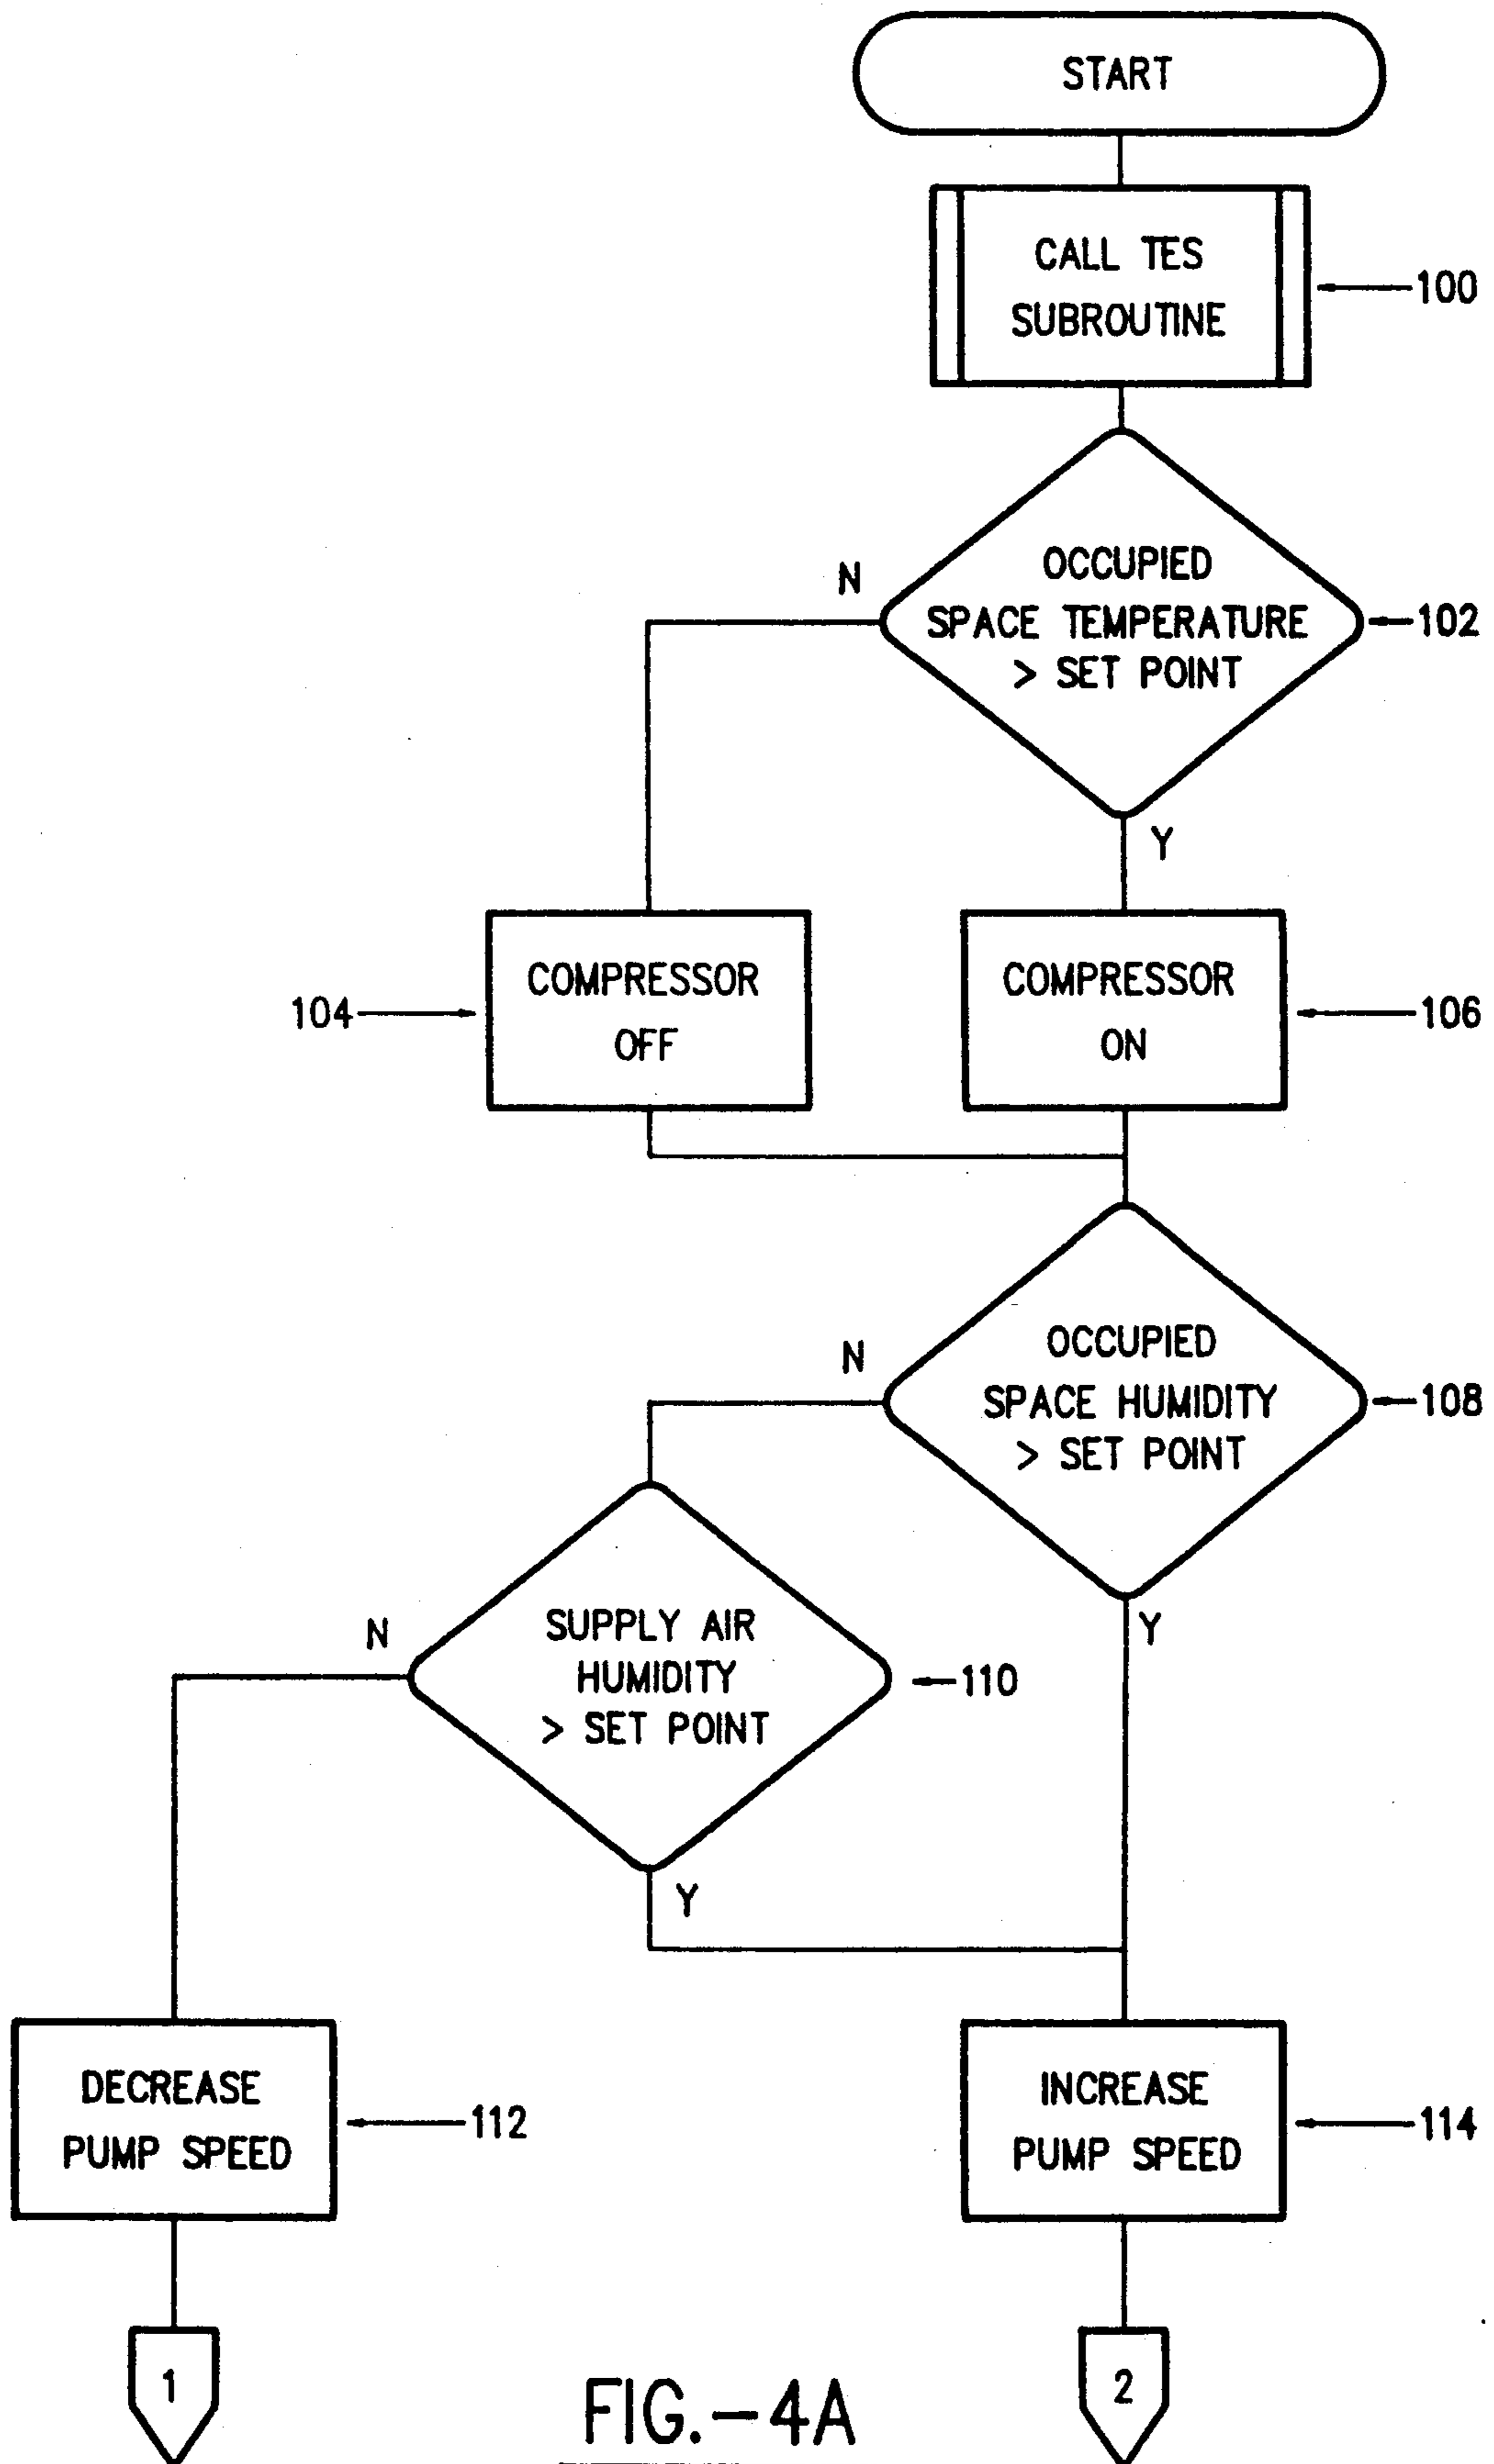 START
CALL TES
SUBROUTINE
100
OCCUPIED
SPACE TEMPERATURE
> SET POINT
102
N
Y
COMPRESSOR
OFF
104
COMPRESSOR
ON
106
OCCUPIED
SPACE HUMIDITY
> SET POINT
108
N
Y
SUPPLY AIR
HUMIDITY
> SET POINT
110
N
Y
DECREASE
PUMP SPEED
112
INCREASE
PUMP SPEED
114
1
2
FIG.-4A